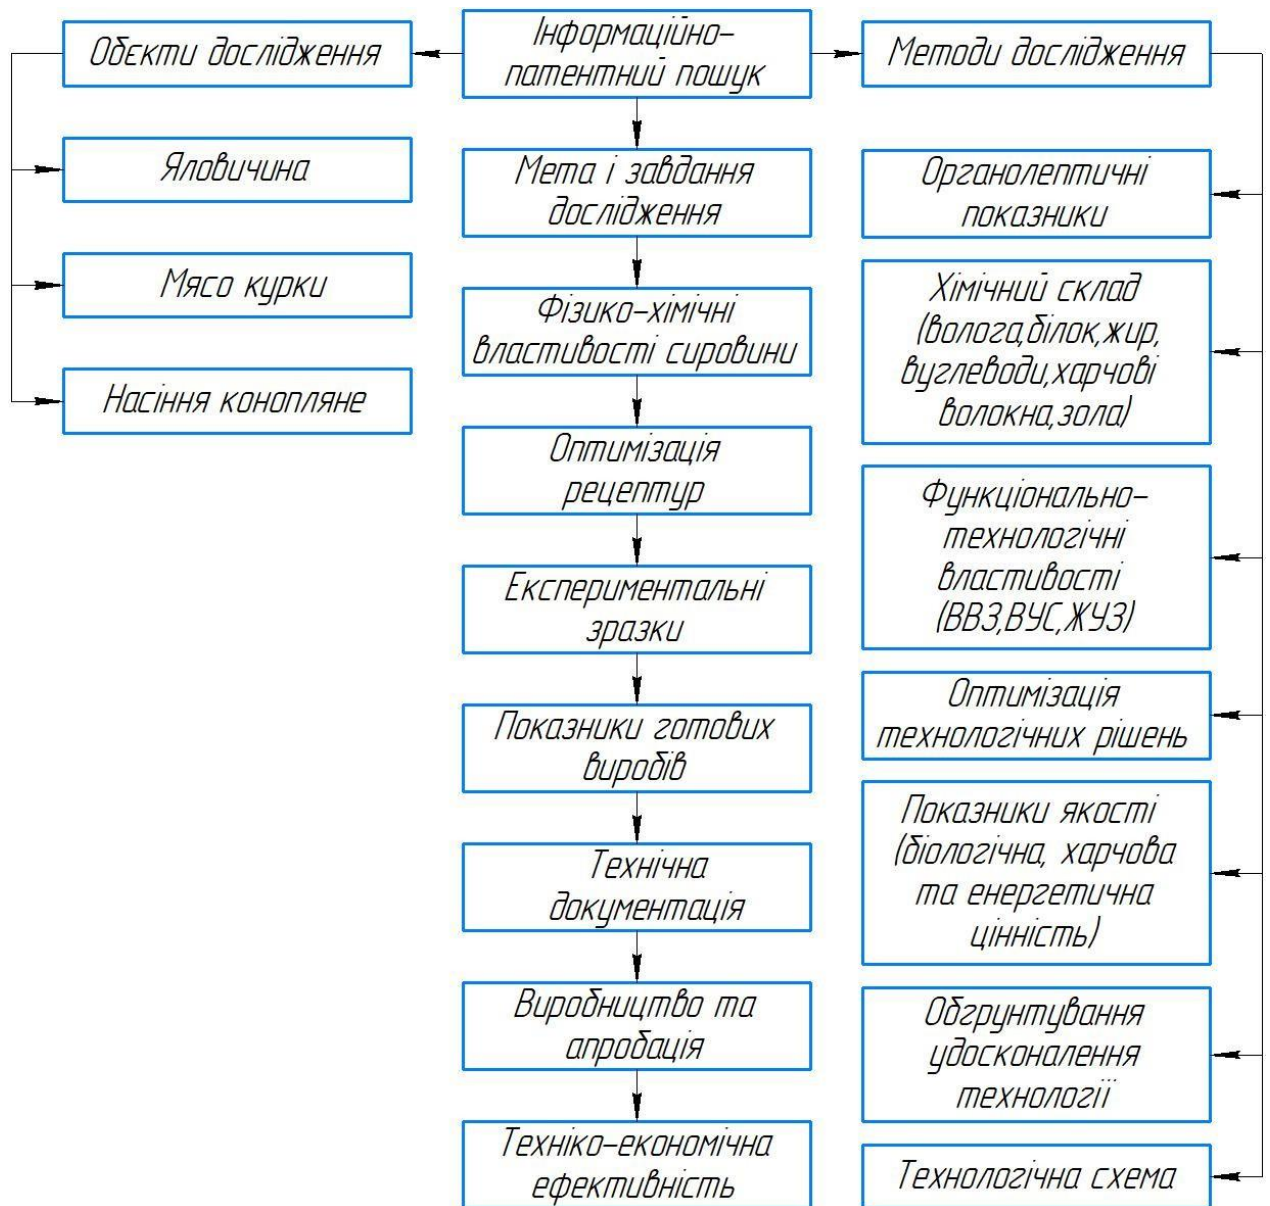 Обєкти дослідження
Яловичина
Мясо курки
Насіння конопляне
Інформаційно-
патентний пошук
Мета і завдання
дослідження
Фізико-хімічні
властивості сировини
Оптимізація
рецептур
Експериментальні
зразки
Показники готових
виробів
Технічна
документація
Виробництво та
апробація
Техніко-економічна
ефективність
Методи дослідження
Органолептичні
показники
Хімічний склад
(волога,білок,жир,
вуглеводи,харчові
волокна,зола)
Функціонально-
технологічні
властивості
(ВВЗ,ВУС,ЖУЗ)
Оптимізація
технологічних рішень
Показники якості
(біологічна, харчова
та енергетична
цінність)
Обгрунтування
удосконалення
технології
Технологічна схема